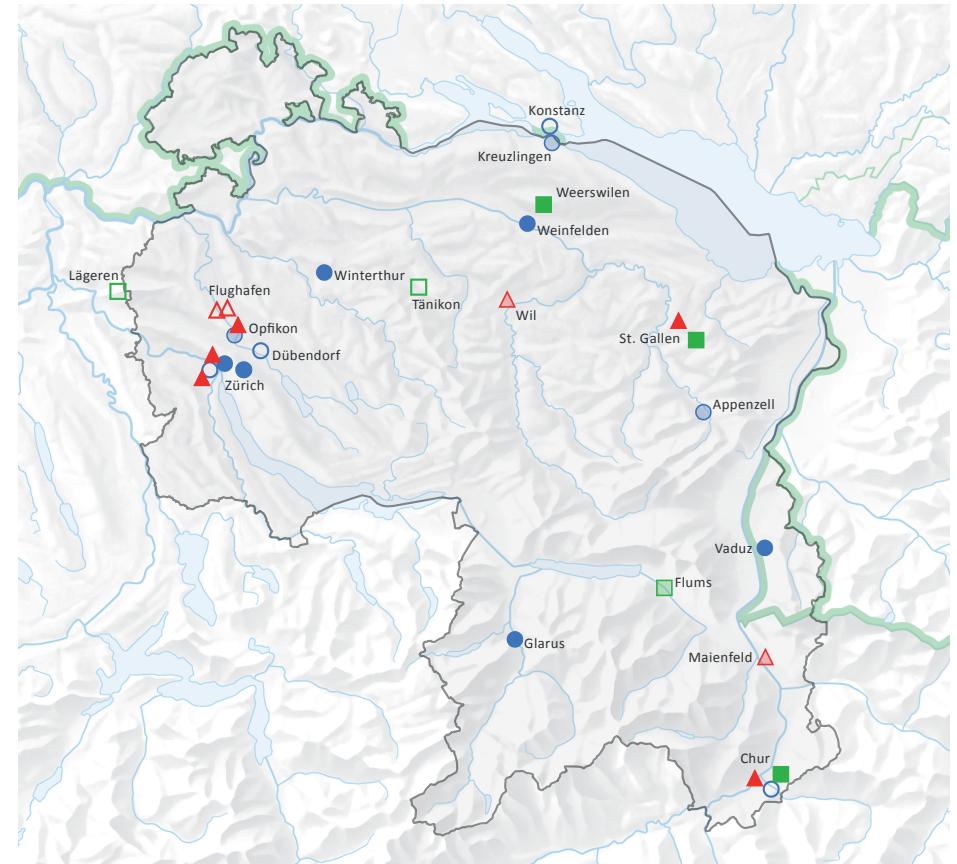 Konstanz
Kreuzlingen
Weerswilen
Weinfelden
Lägeren
Flughafen
Winterthur
Tänikon
Wil
Opfikon
St. Gallen
Dübendorf
Zürich
Appenzell
Vaduz
Flums
Glarus
Maienfeld
Chur